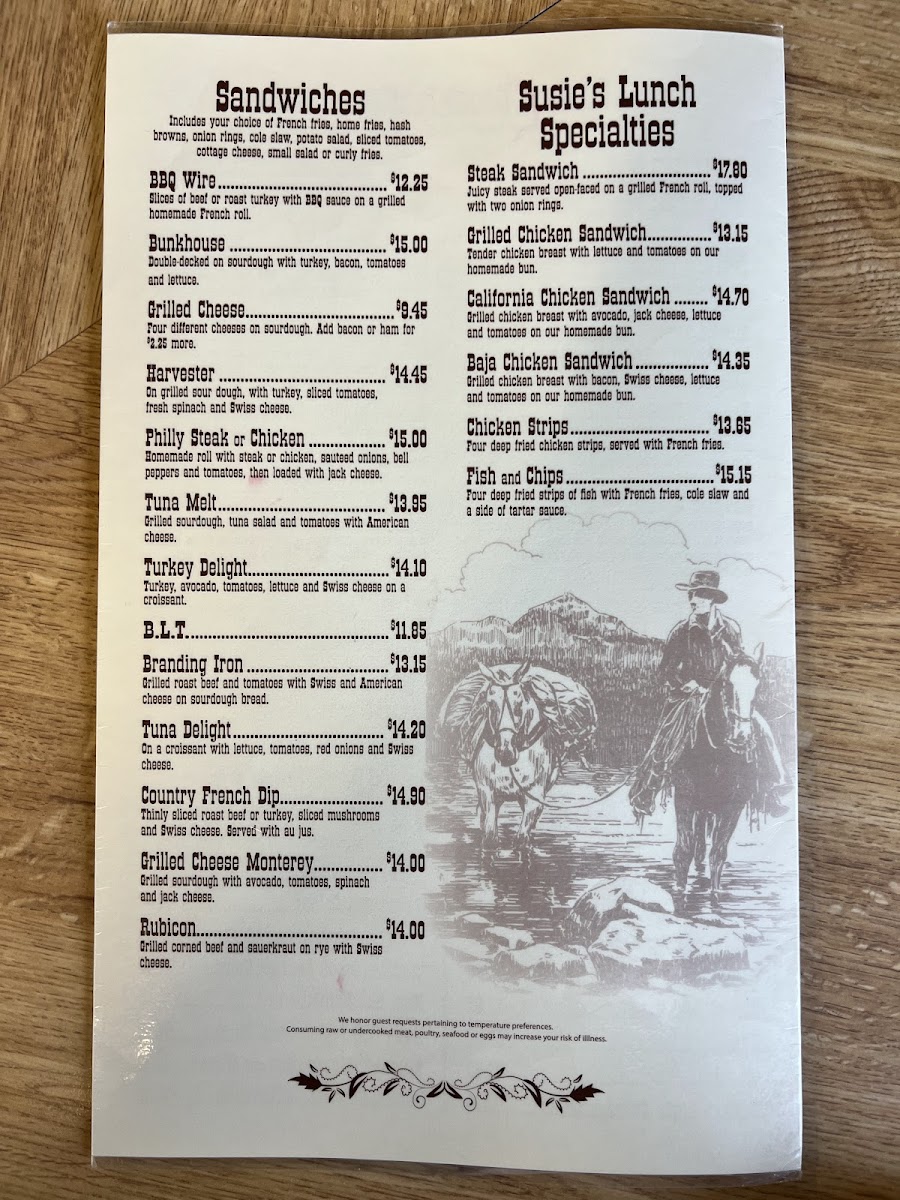 Sandwiches
Includes your choice of French fries, home fries, hash
browns, onion rings, cole slaw, potato salad, sliced tomatoes,
cottage cheese, small salad or curly fries.
BBQ Wire................................. $12.25
Slices of beef or roast turkey with BBQ sauce on a grilled
homemade French roll.
Bunkhouse .............................. $15.00
Double-decked on sourdough with turkey, bacon, tomatoes
and lettuce.
Grilled Cheese............................. $9.45
Four different cheeses on sourdough. Add bacon or ham for
$2.25 more.
Harvester ................................ $14.45
On grilled sour dough, with turkey, sliced tomatoes,
fresh spinach and Swiss cheese.
Philly Steak or Chicken ............... $15.00
Homemade roll with steak or chicken, sauteed onions, bell
peppers and tomatoes, then loaded with jack cheese.
Tuna Melt................................. $13.95
Grilled sourdough, tuna salad and tomatoes with American
cheese.
Turkey Delight........................... $14.10
Turkey, avocado, tomatoes, lettuce and Swiss cheese on a
croissant.
B.L.T....................................... $11.85
Branding Iron ........................... $13.15
Grilled roast beef and tomatoes with Swiss and American
cheese on sourdough bread.
Tuna Delight............................. $14.20
On a croissant with lettuce, tomatoes, red onions and Swiss
cheese.
Country French Dip.................... $14.90
Thinly sliced roast beef or turkey, sliced mushrooms
and Swiss cheese. Served with au jus.
Grilled Cheese Monterey.............. $14.00
Grilled sourdough with avocado, tomatoes, spinach
and jack cheese.
Rubicon.................................... $14.00
Grilled corned beef and sauerkraut on rye with Swiss
cheese.
Susie's Lunch
Specialties
Steak Sandwich ......................... $17.80
Juicy steak served open-faced on a grilled French roll, topped
with two onion rings.
Grilled Chicken Sandwich............. $13.15
Tender chicken breast with lettuce and tomatoes on our
homemade bun.
California Chicken Sandwich ........ $14.70
Grilled chicken breast with avocado, jack cheese, lettuce
and tomatoes on our homemade bun.
Baja Chicken Sandwich ................. $14.35
Grilled chicken breast with bacon, Swiss cheese, lettuce
and tomatoes on our homemade bun.
Chicken Strips........................... $13.65
Four deep fried chicken strips, served with French fries.
Fish and Chips ............................ $15.15
Four deep fried strips of fish with French fries, cole slaw and
a side of tartar sauce.
We honor guest requests pertaining to temperature preferences.
Consuming raw or undercooked meat, poultry, seafood or eggs may increase your risk of illness.